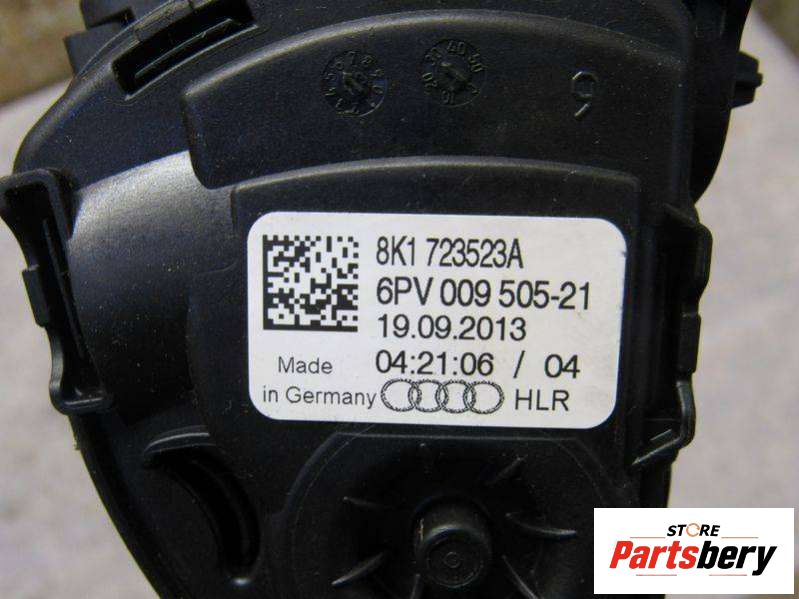 8K1 723523A
6PV 009 505-21
19.09.2013
Made 04:21:06 / 04
in Germany HLR
STORE
Partsbery